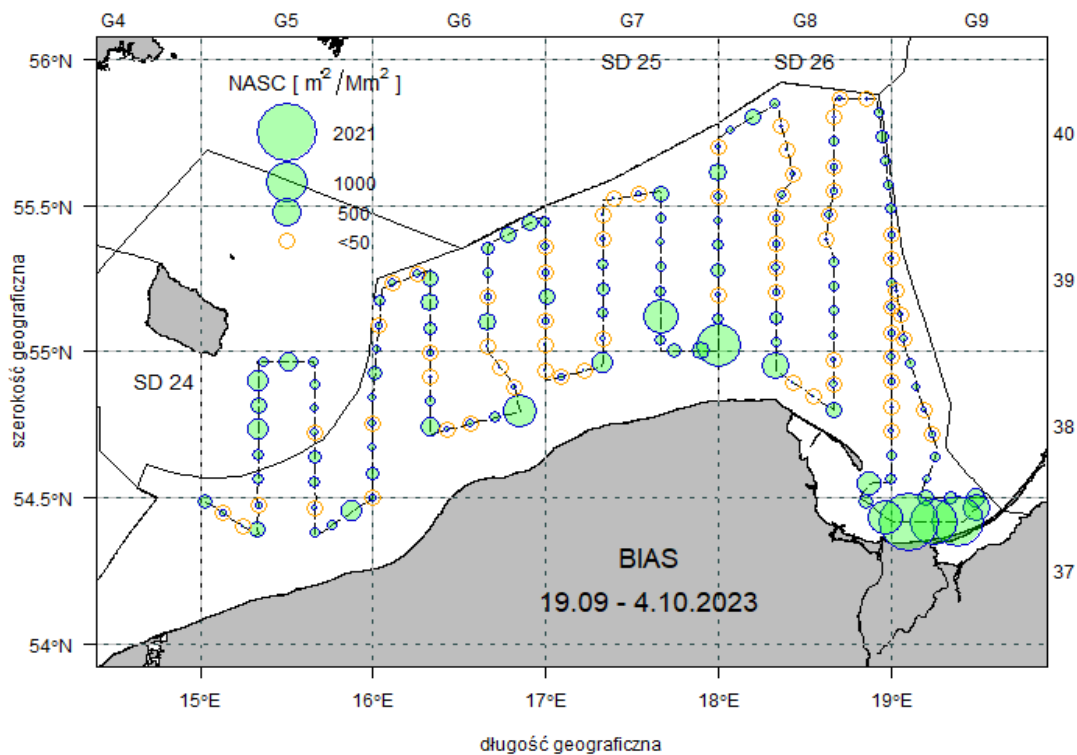 G4 G5 G6 G7 G8 G9
56°N
55.5°N
55°N
54.5°N
54°N
szerokość geograficzna
NASC [ m²/Mm² ]
2021
1000
500
<50
SD 25
SD 26
SD 24
40
39
38
37
BIAS
19.09 - 4.10.2023
15°E 16°E 17°E 18°E 19°E
długość geograficzna